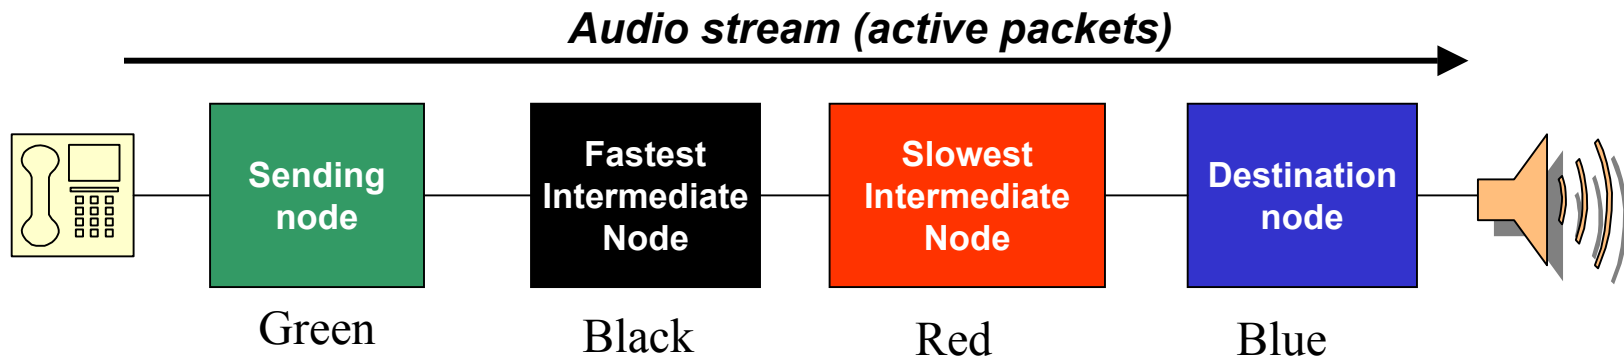 Audio stream (active packets)
Sending
node
Fastest
Intermediate
Node
Slowest
Intermediate
Node
Destination
node
Green
Black
Red
Blue